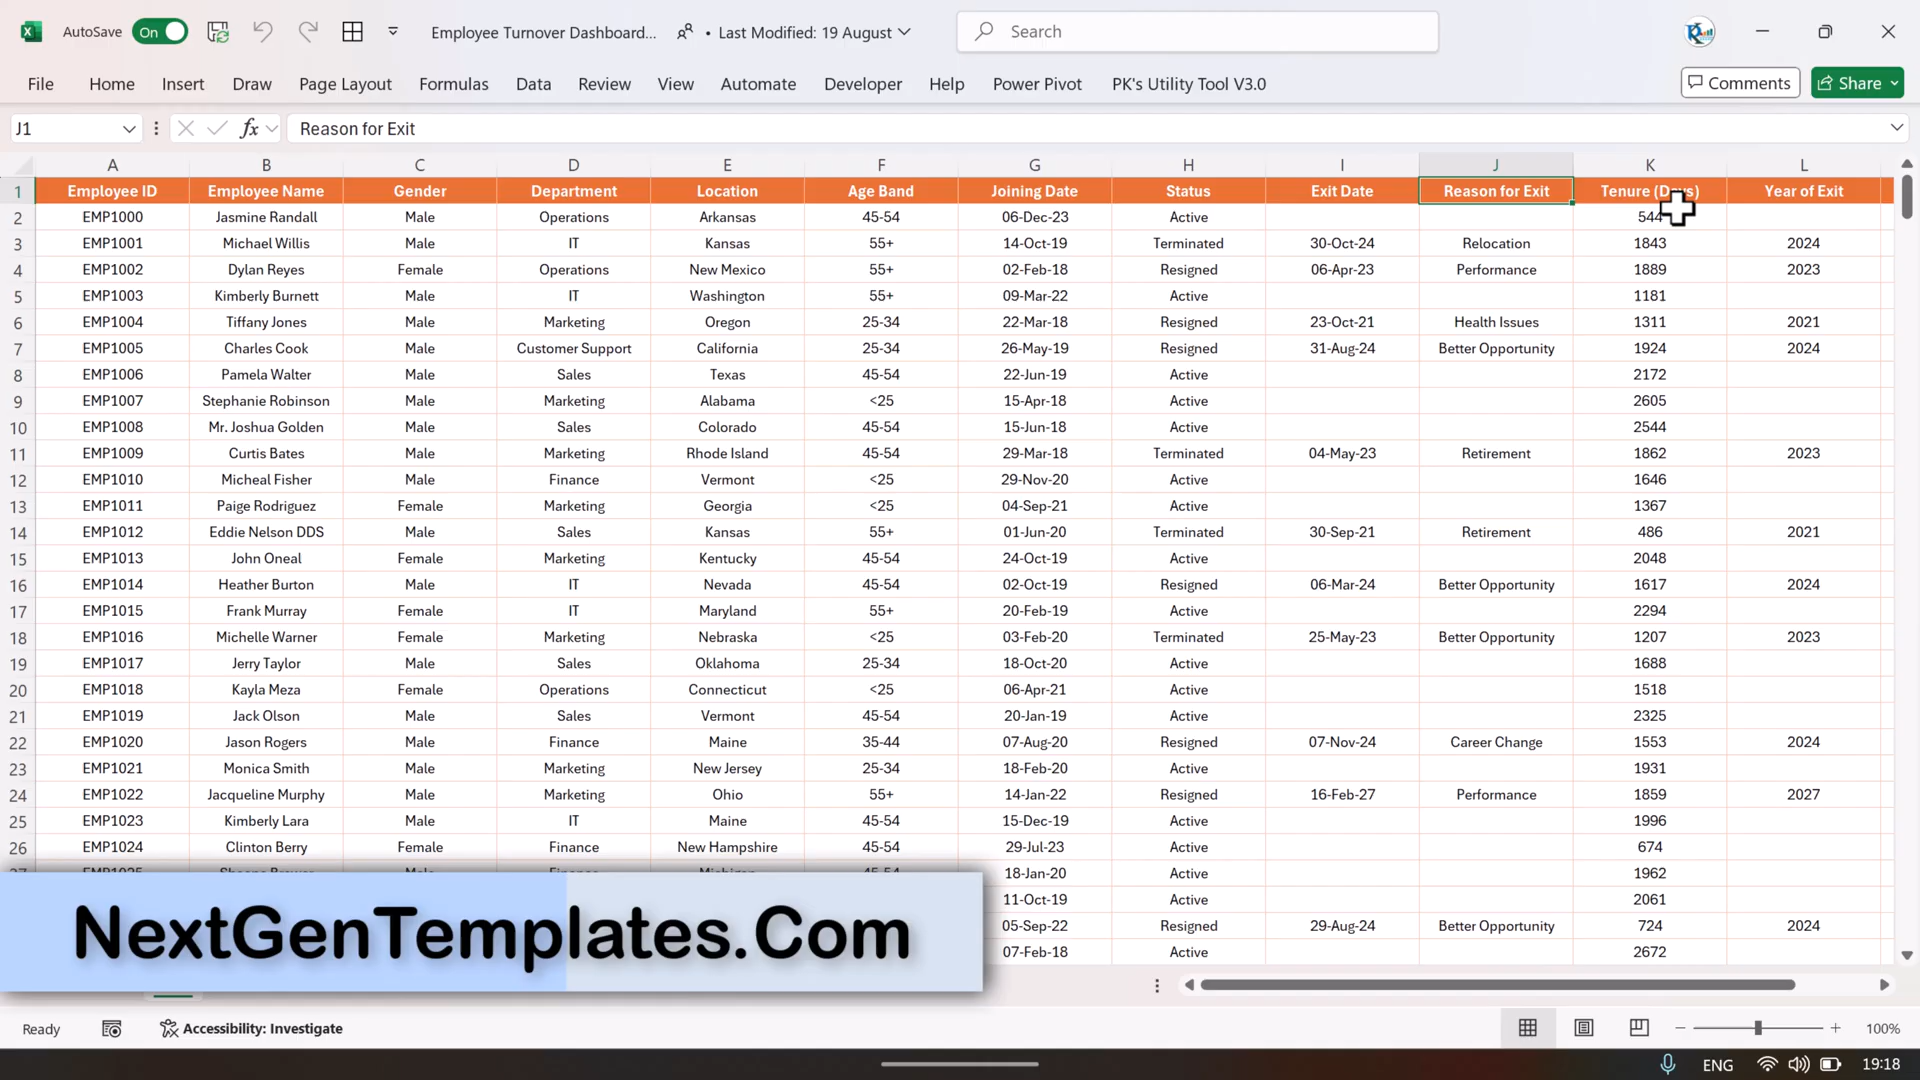 AutoSave On Employee Turnover Dashboard... • Last Modified: 19 August Search
File Home Insert Draw Page Layout Formulas Data Review View Automate Developer Help Power Pivot PK's Utility Tool V3.0 Comments Share
J1 fx Reason for Exit
A B C D E F G H I J K L
1 Employee ID Employee Name Gender Department Location Age Band Joining Date Status Exit Date Reason for Exit Tenure (Days) Year of Exit
2 EMP1000 Jasmine Randall Male Operations Arkansas 45-54 06-Dec-23 Active 544
3 EMP1001 Michael Willis Male IT Kansas 55+ 14-Oct-19 Terminated 30-Oct-24 Relocation 1843 2024
4 EMP1002 Dylan Reyes Female Operations New Mexico 55+ 02-Feb-18 Resigned 06-Apr-23 Performance 1889 2023
5 EMP1003 Kimberly Burnett Male IT Washington 55+ 09-Mar-22 Active 1181
6 EMP1004 Tiffany Jones Male Marketing Oregon 25-34 22-Mar-18 Resigned 23-Oct-21 Health Issues 1311 2021
7 EMP1005 Charles Cook Male Customer Support California 25-34 26-May-19 Resigned 31-Aug-24 Better Opportunity 1924 2024
8 EMP1006 Pamela Walter Male Sales Texas 45-54 22-Jun-19 Active 2172
9 EMP1007 Stephanie Robinson Male Marketing Alabama <25 15-Apr-18 Active 2605
10 EMP1008 Mr. Joshua Golden Male Sales Colorado 45-54 15-Jun-18 Active 2544
11 EMP1009 Curtis Bates Male Marketing Rhode Island 45-54 29-Mar-18 Terminated 04-May-23 Retirement 1862 2023
12 EMP1010 Micheal Fisher Male Finance Vermont <25 29-Nov-20 Active 1646
13 EMP1011 Paige Rodriguez Female Finance Georgia <25 04-Sep-21 Active 1367
14 EMP1012 Eddie Nelson DDS Male Sales Kansas 55+ 01-Jun-20 Terminated 30-Sep-21 Retirement 486 2021
15 EMP1013 John Oneal Female Marketing Kentucky 45-54 24-Oct-19 Active 2048
16 EMP1014 Heather Burton Male IT Nevada 45-54 02-Oct-19 Resigned 06-Mar-24 Better Opportunity 1617 2024
17 EMP1015 Frank Murray Female IT Maryland 55+ 20-Feb-19 Active 2294
18 EMP1016 Michelle Warner Female Marketing Nebraska <25 03-Feb-20 Terminated 25-May-23 Better Opportunity 1207 2023
19 EMP1017 Jerry Taylor Male Sales Oklahoma 25-34 18-Oct-20 Active 1688
20 EMP1018 Kayla Meza Female Operations Connecticut <25 06-Apr-21 Active 1518
21 EMP1019 Jack Olson Male Sales Vermont 45-54 20-Jan-19 Active 2325
22 EMP1020 Jason Rogers Male Finance Maine 35-44 07-Aug-20 Resigned 07-Nov-24 Career Change 1553 2024
23 EMP1021 Monica Smith Male Marketing New Jersey 25-34 18-Feb-20 Active 1931
24 EMP1022 Jacqueline Murphy Male Marketing Ohio 55+ 14-Jan-22 Resigned 16-Feb-27 Performance 1859 2027
25 EMP1023 Kimberly Lara Male IT Maine 45-54 15-Dec-19 Active 1996
26 EMP1024 Clinton Berry Female Finance New Hampshire 45-54 29-Jul-23 Active 674
18-Jan-20 Active 1962
11-Oct-19 Active 2061
05-Sep-22 Resigned 29-Aug-24 Better Opportunity 724 2024
07-Feb-18 Active 2672
NextGenTemplates.Com
Ready Accessibility: Investigate 100%
ENG 19:18